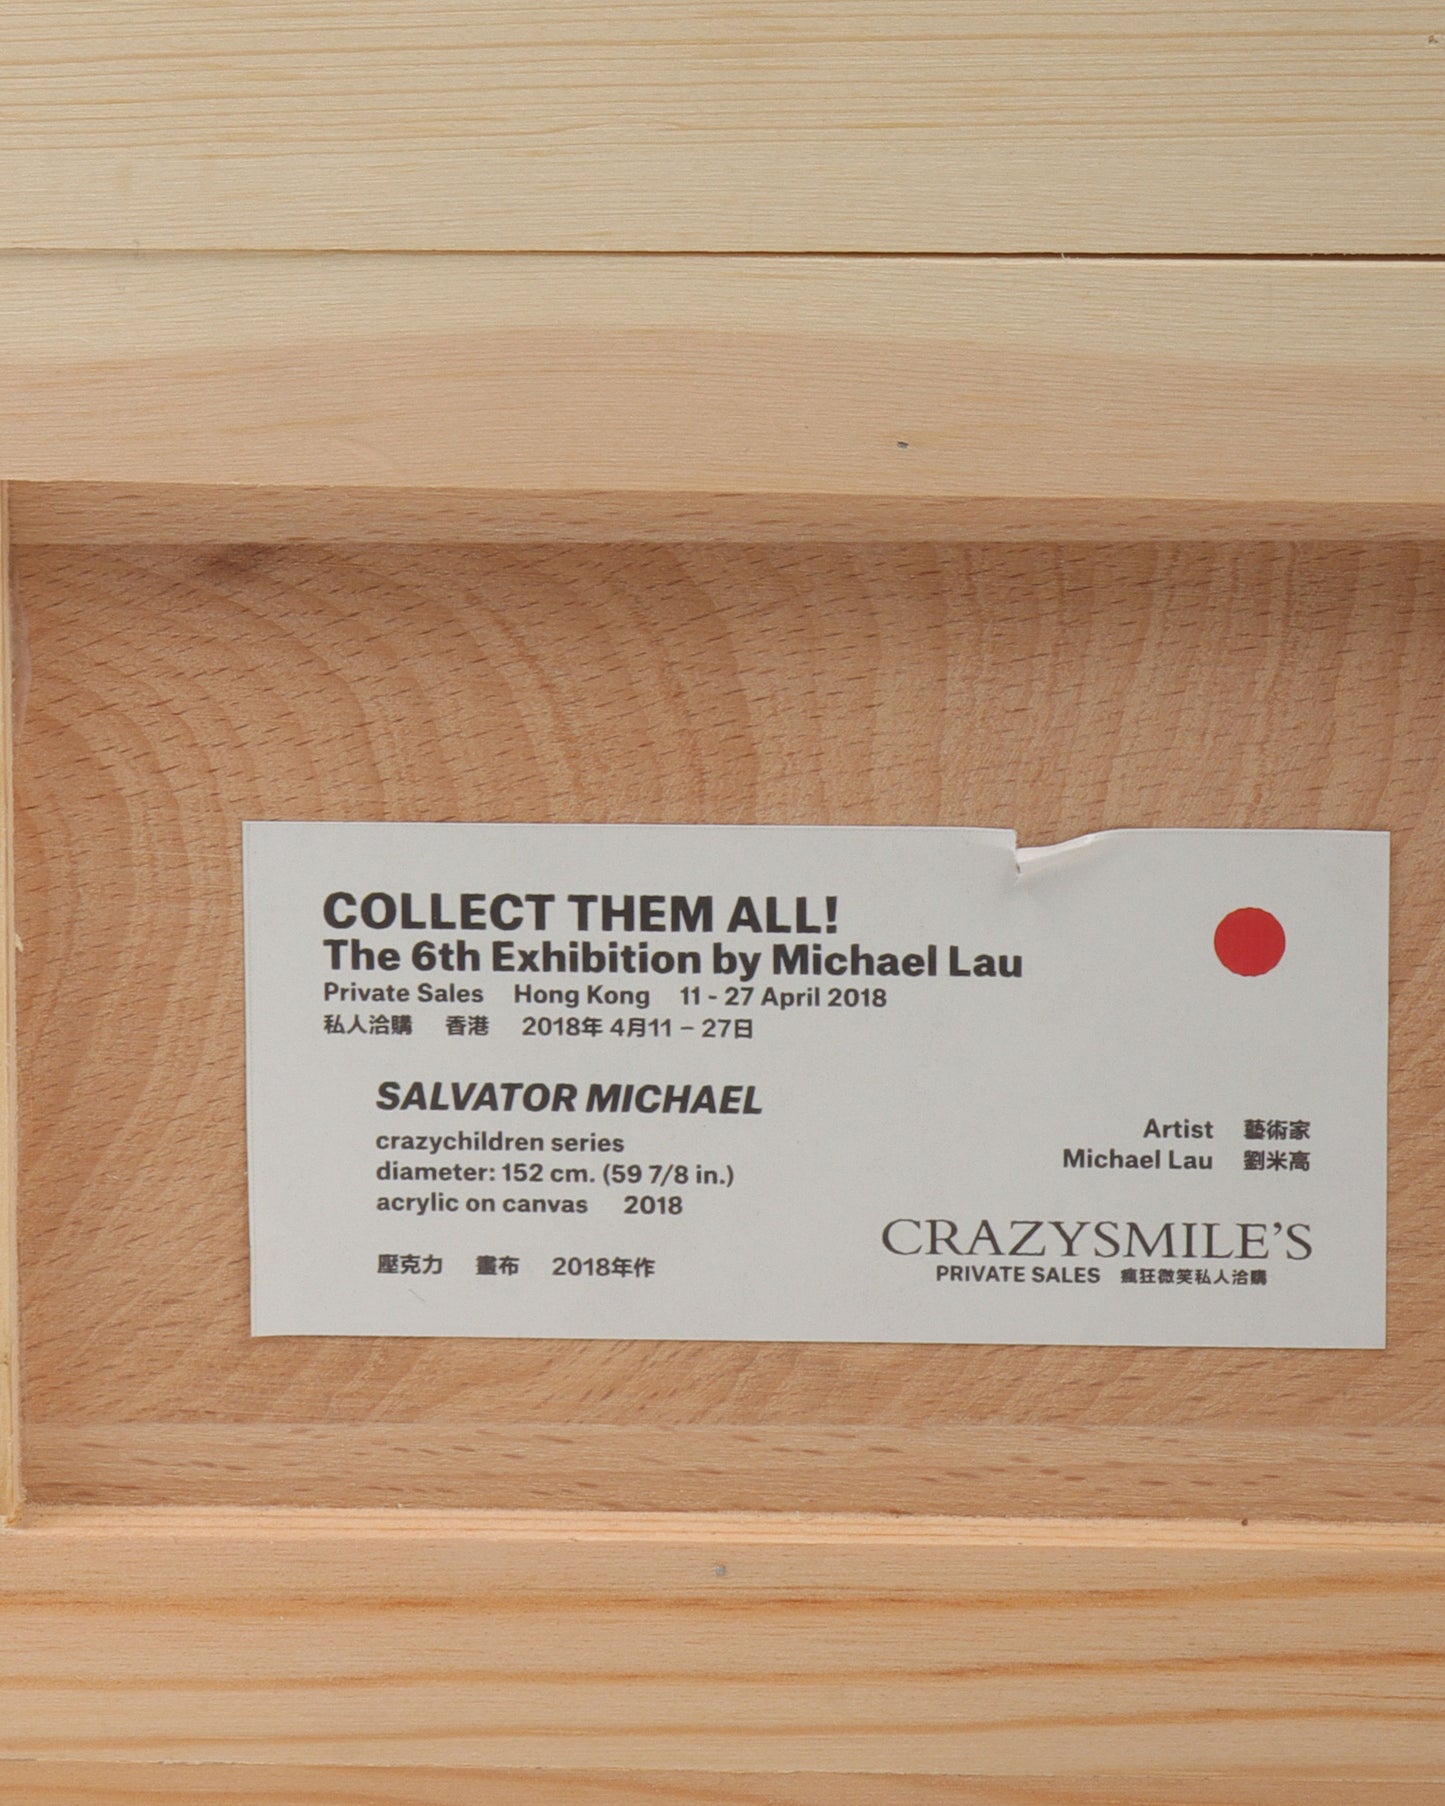 COLLECT THEM ALL!
The 6th Exhibition by Michael Lau
Private Sales Hong Kong 11 - 27 April 2018
私人洽購 香港 2018年 4月11 – 27日
SALVATOR MICHAEL
crazychildren series
diameter: 152 cm. (59 7/8 in.)
acrylic on canvas 2018
壓克力 畫布 2018年作
Artist 藝術家
Michael Lau 劉米高
CRAZYSMILE'S
PRIVATE SALES 瘋狂微笑私人洽購